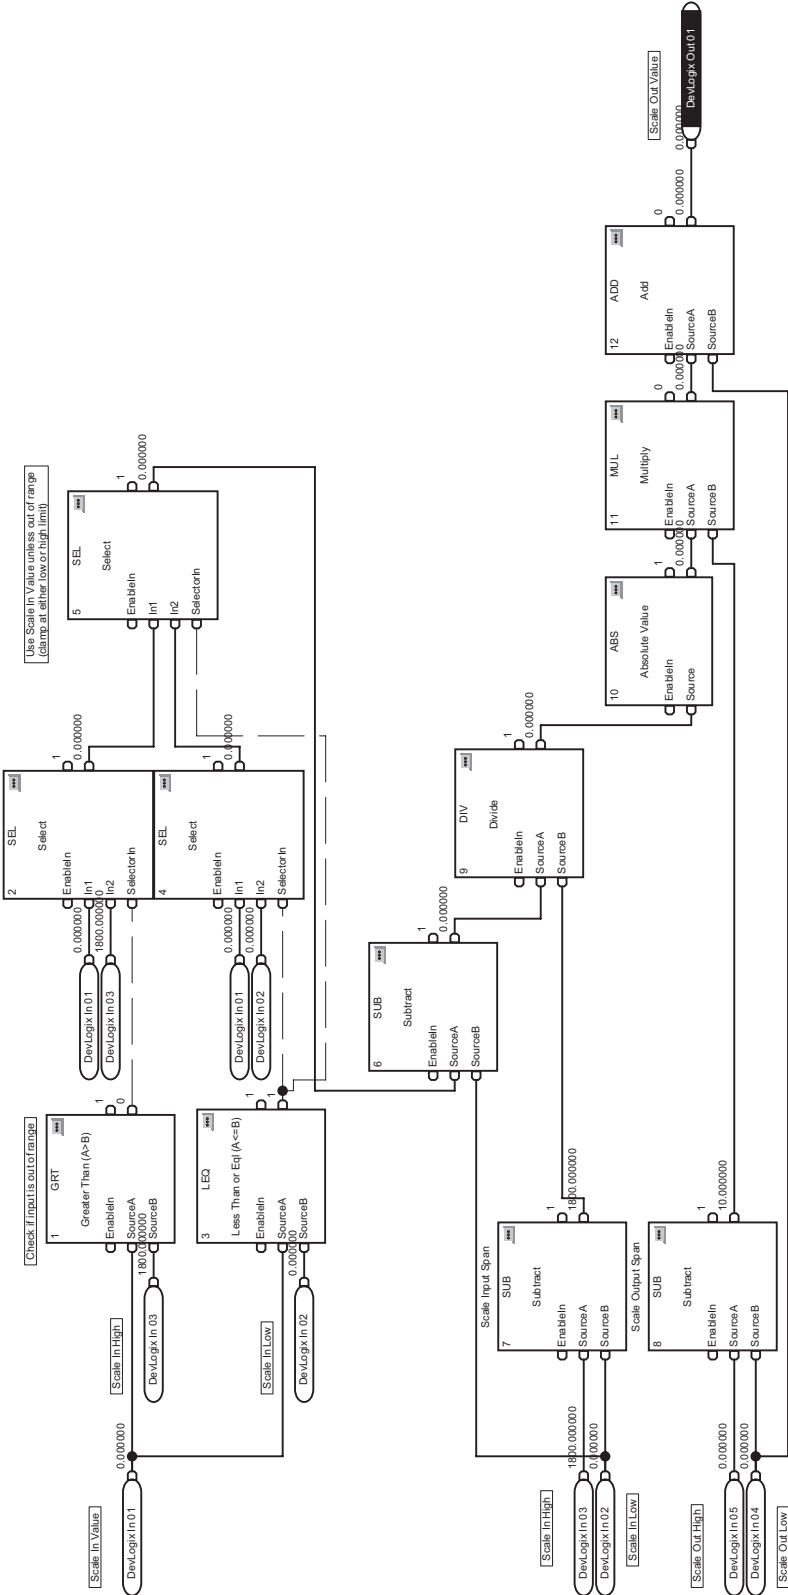 Scale In Value
0.000000
DevLogix In 01
Check if input is out of range
1
GRT
Greater Than (A>B)
EnableIn
SourceA
1800.000000
SourceB
1
0
Scale In High
DevLogix In 03
3
LEQ
Less Than or Eql (A<=B)
EnableIn
SourceA
0.000000
SourceB
1
1
Scale In Low
DevLogix In 02
2
SEL
Select
EnableIn
0.000000
In1
1800.000000
In2
SelectorIn
1
0.000000
DevLogix In 01
DevLogix In 03
4
SEL
Select
EnableIn
0.000000
In1
0.000000
In2
SelectorIn
1
0.000000
DevLogix In 01
DevLogix In 02
Use Scale In Value unless out of range
(clamp at either low or high limit)
5
SEL
Select
EnableIn
In1
In2
SelectorIn
1
0.000000
6
SUB
Subtract
EnableIn
SourceA
SourceB
1
0.000000
9
DIV
Divide
EnableIn
SourceA
SourceB
1
0.000000
Scale Input Span
7
SUB
Subtract
EnableIn
SourceA
SourceB
1
1800.000000
Scale In High
1800.000000
DevLogix In 03
0.000000
DevLogix In 02
Scale In Low
Scale Output Span
8
SUB
Subtract
EnableIn
SourceA
SourceB
1
10.000000
Scale Out High
0.000000
DevLogix In 05
0.000000
DevLogix In 04
Scale Out Low
10
ABS
Absolute Value
EnableIn
Source
1
0.000000
11
MUL
Multiply
EnableIn
SourceA
SourceB
0
0.000000
12
ADD
Add
EnableIn
SourceA
SourceB
0
0.000000
Scale Out Value
0.000000
DevLogix Out 01